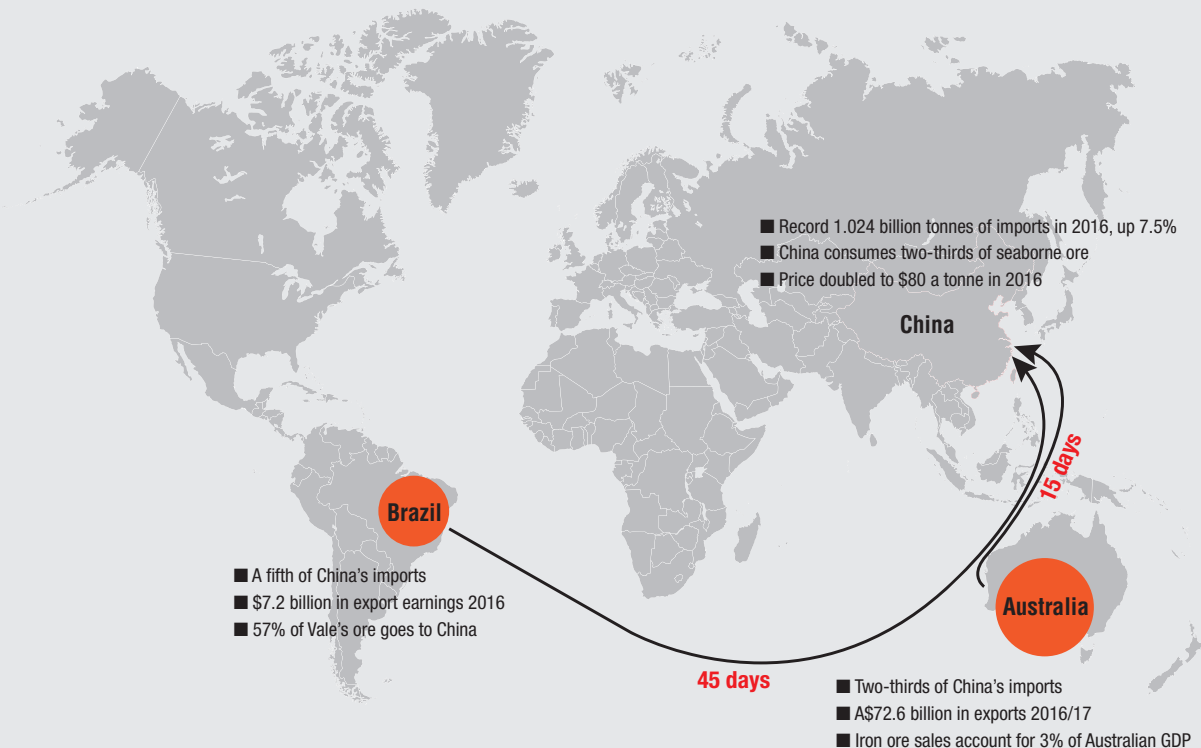 ■ Record 1.024 billion tonnes of imports in 2016, up 7.5%
■ China consumes two-thirds of seaborne ore
■ Price doubled to $80 a tonne in 2016
China
15 days
Brazil
■ A fifth of China's imports
■ $7.2 billion in export earnings 2016
■ 57% of Vale's ore goes to China
Australia
45 days
■ Two-thirds of China's imports
■ A$72.6 billion in exports 2016/17
■ Iron ore sales account for 3% of Australian GDP